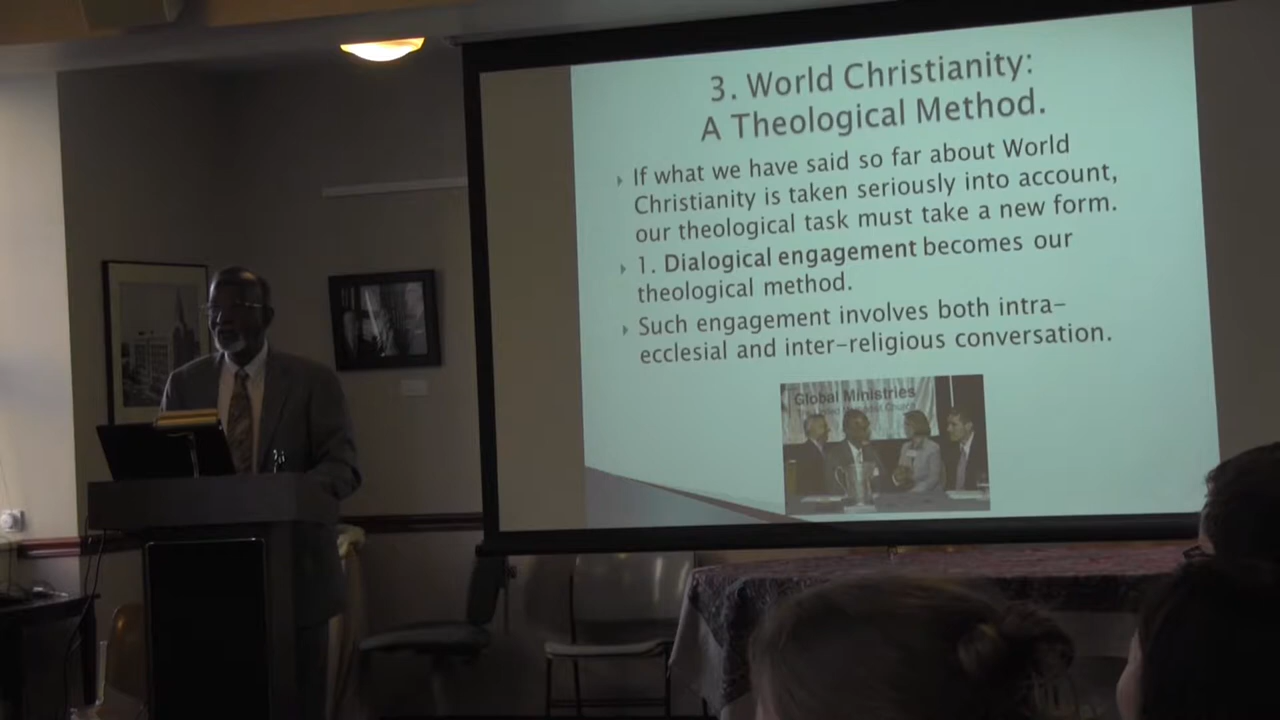 3. World Christianity:
A Theological Method.
If what we have said so far about World
Christianity is taken seriously into account,
our theological task must take a new form.
1. Dialogical engagement becomes our
theological method.
Such engagement involves both intra-
ecclesial and inter-religious conversation.
Global Ministries
Church